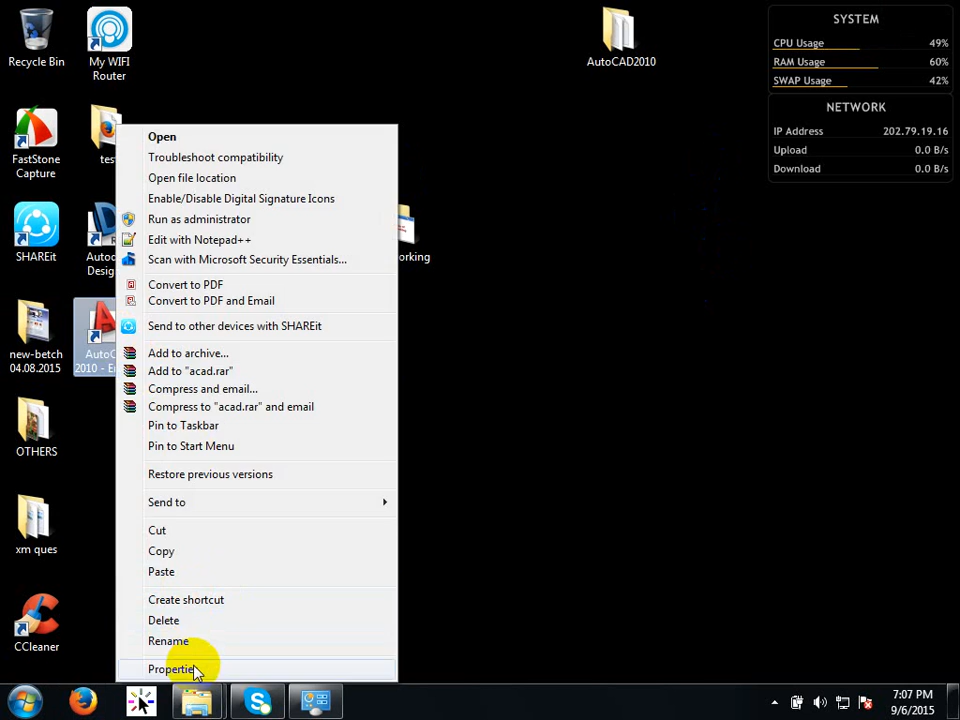 Recycle Bin
My WIFI
Router
AutoCAD2010
SYSTEM
CPU Usage 49%
RAM Usage 60%
SWAP Usage 42%
NETWORK
IP Address 202.79.19.16
Upload 0.0 B/s
Download 0.0 B/s
FastStone
Capture
SHAREit
new-betch
04.08.2015
2010 - E
OTHERS
xm ques
CCleaner
Open
Troubleshoot compatibility
Open file location
Enable/Disable Digital Signature Icons
Run as administrator
Edit with Notepad++
Scan with Microsoft Security Essentials...
Convert to PDF
Convert to PDF and Email
Send to other devices with SHAREit
Add to archive...
Add to "acad.rar"
Compress and email...
Compress to "acad.rar" and email
Pin to Taskbar
Pin to Start Menu
Restore previous versions
Send to
Cut
Copy
Paste
Create shortcut
Delete
Rename
Properties
7:07 PM
9/6/2015